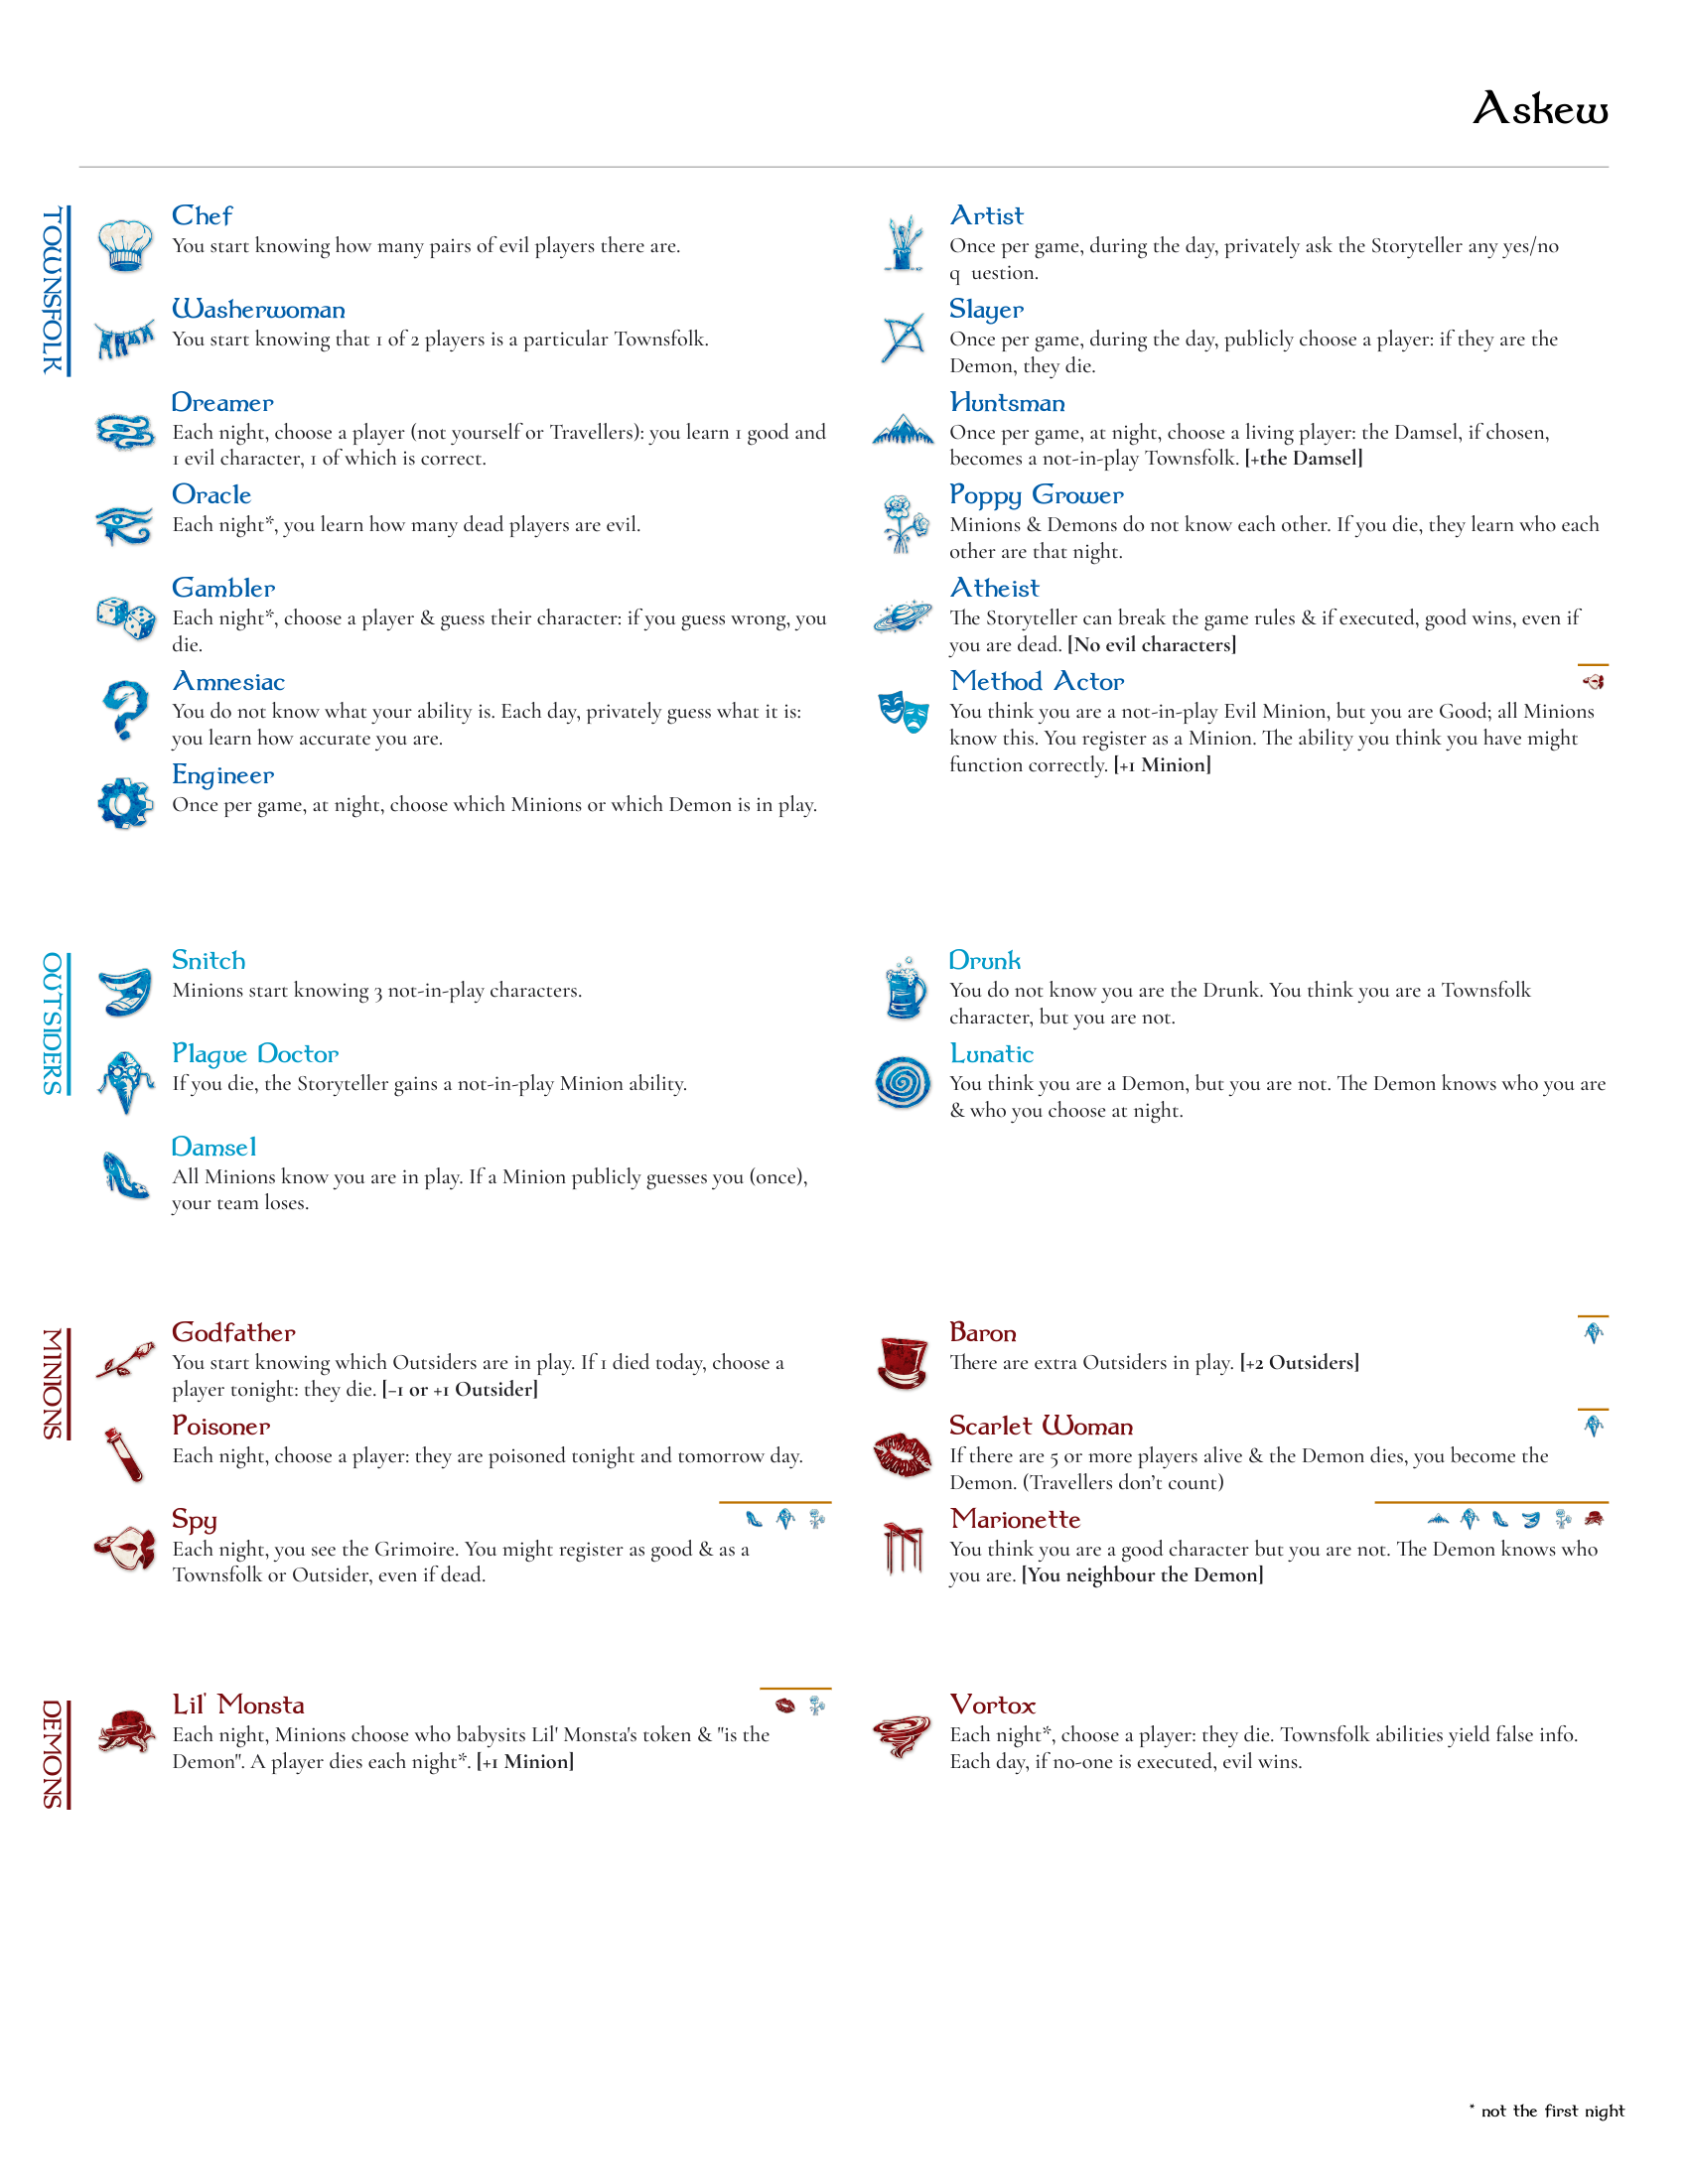 Askew
TOWNSFOLK
Chef
You start knowing how many pairs of evil players there are.
Washerwoman
You start knowing that 1 of 2 players is a particular Townsfolk.
Dreamer
Each night, choose a player (not yourself or Travellers): you learn 1 good and
1 evil character, 1 of which is correct.
Oracle
Each night*, you learn how many dead players are evil.
Gambler
Each night*, choose a player & guess their character: if you guess wrong, you
die.
Amnesiac
You do not know what your ability is. Each day, privately guess what it is:
you learn how accurate you are.
Engineer
Once per game, at night, choose which Minions or which Demon is in play.
Artist
Once per game, during the day, privately ask the Storyteller any yes/no
q uestion.
Slayer
Once per game, during the day, publicly choose a player: if they are the
Demon, they die.
Huntsman
Once per game, at night, choose a living player: the Damsel, if chosen,
becomes a not-in-play Townsfolk. [+the Damsel]
Poppy Grower
Minions & Demons do not know each other. If you die, they learn who each
other are that night.
Atheist
The Storyteller can break the game rules & if executed, good wins, even if
you are dead. [No evil characters]
Method Actor
You think you are a not-in-play Evil Minion, but you are Good; all Minions
know this. You register as a Minion. The ability you think you have might
function correctly. [+1 Minion]
OUTSIDERS
Snitch
Minions start knowing 3 not-in-play characters.
Plague Doctor
If you die, the Storyteller gains a not-in-play Minion ability.
Damsel
All Minions know you are in play. If a Minion publicly guesses you (once),
your team loses.
Drunk
You do not know you are the Drunk. You think you are a Townsfolk
character, but you are not.
Lunatic
You think you are a Demon, but you are not. The Demon knows who you are
& who you choose at night.
MINIONS
Godfather
You start knowing which Outsiders are in play. If 1 died today, choose a
player tonight: they die. [−1 or +1 Outsider]
Poisoner
Each night, choose a player: they are poisoned tonight and tomorrow day.
Spy
Each night, you see the Grimoire. You might register as good & as a
Townsfolk or Outsider, even if dead.
Baron
There are extra Outsiders in play. [+2 Outsiders]
Scarlet Woman
If there are 5 or more players alive & the Demon dies, you become the
Demon. (Travellers don’t count)
Marionette
You think you are a good character but you are not. The Demon knows who
you are. [You neighbour the Demon]
DEMONS
Lil' Monsta
Each night, Minions choose who babysits Lil' Monsta's token & "is the
Demon". A player dies each night*. [+1 Minion]
Vortox
Each night*, choose a player: they die. Townsfolk abilities yield false info.
Each day, if no-one is executed, evil wins.
* not the first night